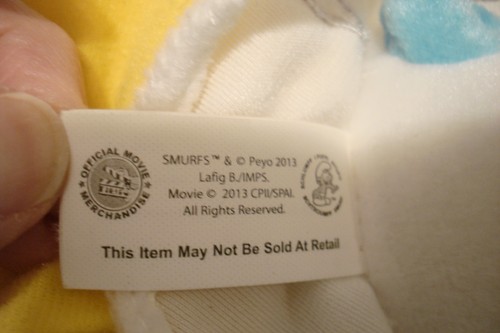 OFFICIAL MOVIE
MERCHANDISE
SMURFS™ & © Peyo 2013
Lafig B./IMPS.
Movie © 2013 CPII/SPAI.
All Rights Reserved.
This Item May Not Be Sold At Retail